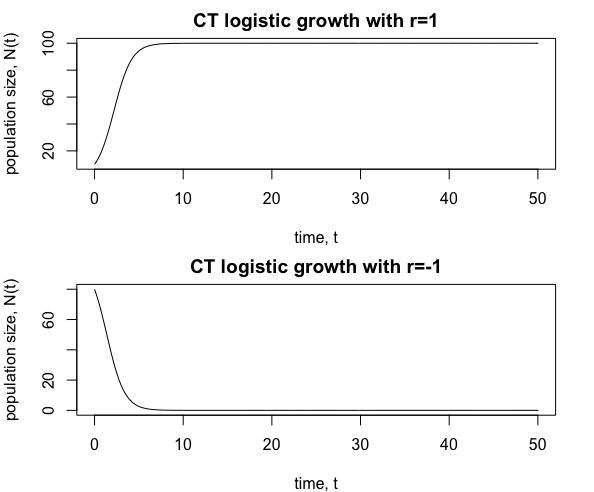 CT logistic growth with r=1
population size, N(t)
100
60
20
0 10 20 30 40 50
time, t
CT logistic growth with r=-1
population size, N(t)
60
20
0
0 10 20 30 40 50
time, t